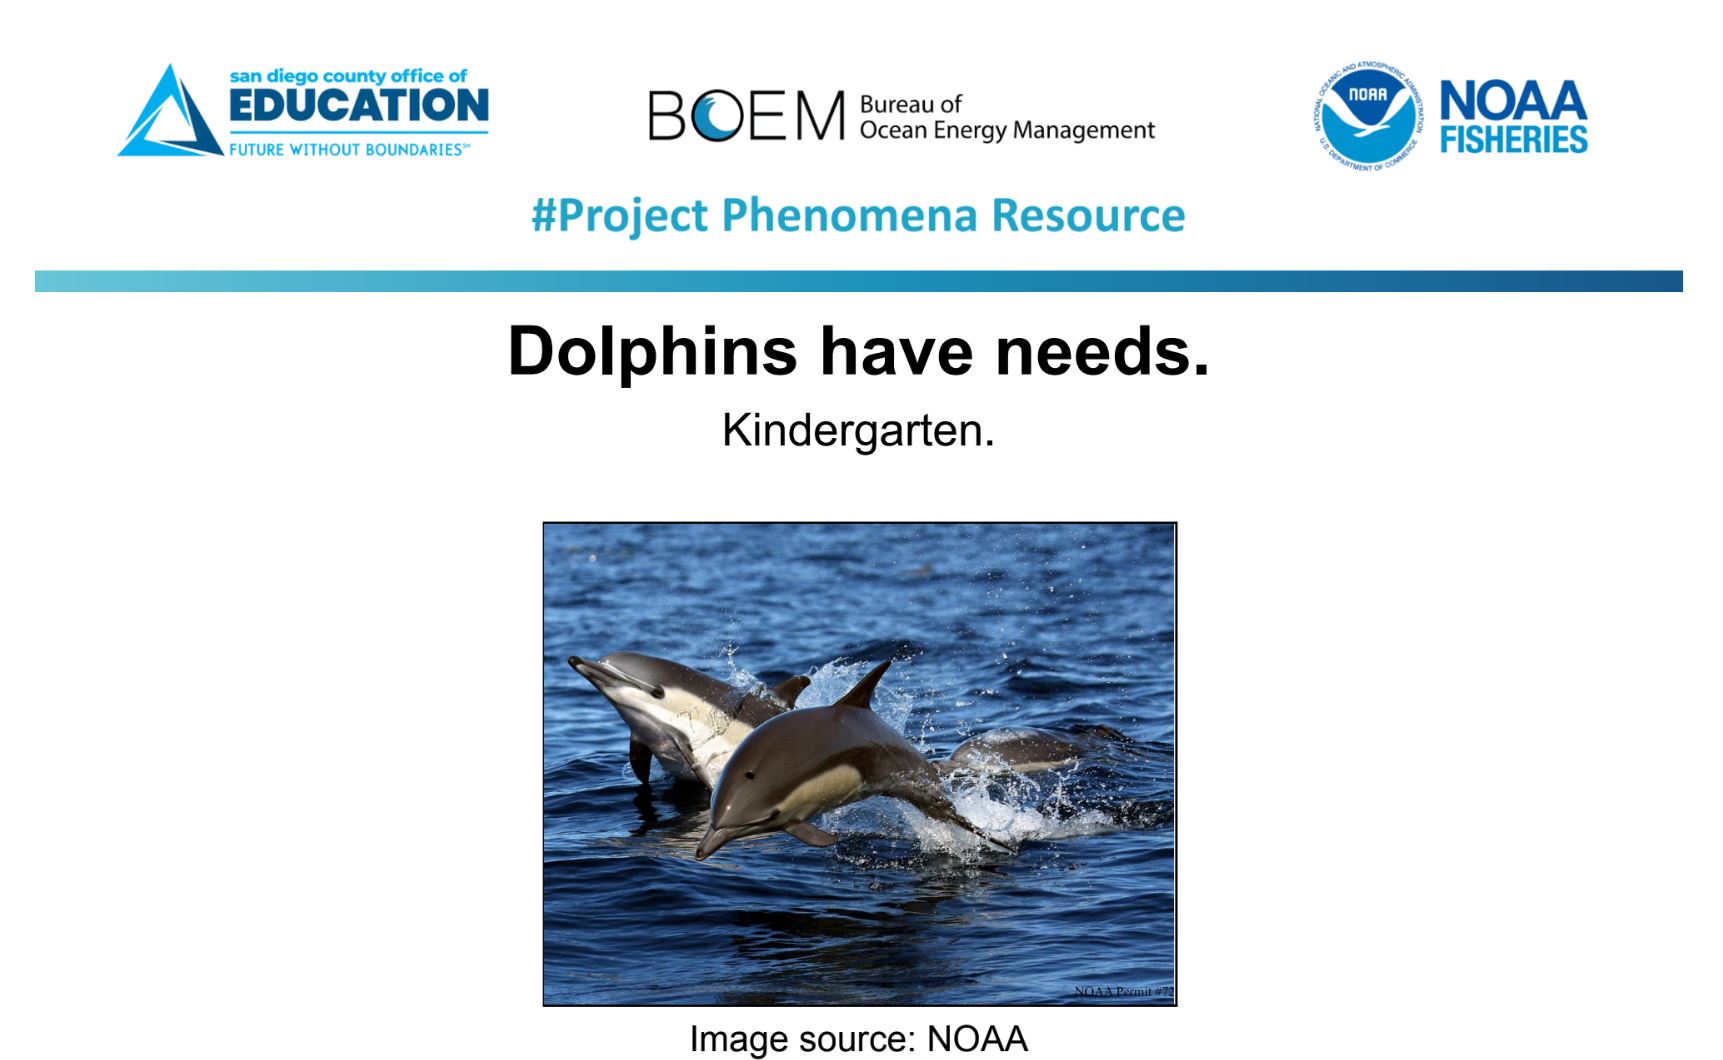 san diego county office of
EDUCATION
FUTURE WITHOUT BOUNDARIES℠
BOEM
Bureau of
Ocean Energy Management
NATIONAL OCEANIC AND ATMOSPHERIC ADMINISTRATION
NOAA
U.S. DEPARTMENT OF COMMERCE
NOAA
FISHERIES
#Project Phenomena Resource
Dolphins have needs.
Kindergarten.
NOAA Permit #72
Image source: NOAA